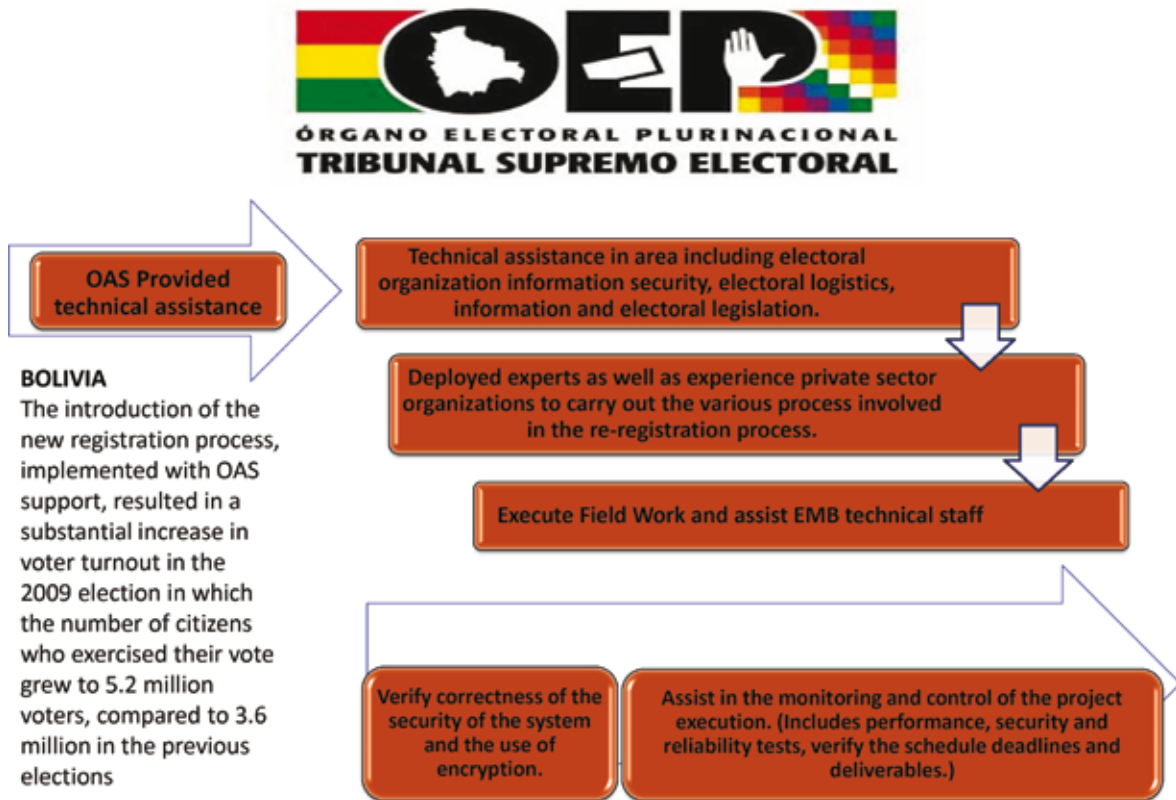 OEP
ÓRGANO ELECTORAL PLURINACIONAL
TRIBUNAL SUPREMO ELECTORAL
OAS Provided
technical assistance
Technical assistance in area including electoral
organization information security, electoral logistics,
information and electoral legislation.
Deployed experts as well as experience private sector
organizations to carry out the various process involved
in the re-registration process.
Execute Field Work and assist EMB technical staff
BOLIVIA
The introduction of the
new registration process,
implemented with OAS
support, resulted in a
substantial increase in
voter turnout in the
2009 election in which
the number of citizens
who exercised their vote
grew to 5.2 million
voters, compared to 3.6
million in the previous
elections
Verify correctness of the
security of the system
and the use of
encryption.
Assist in the monitoring and control of the project
execution. (Includes performance, security and
reliability tests, verify the schedule deadlines and
deliverables.)